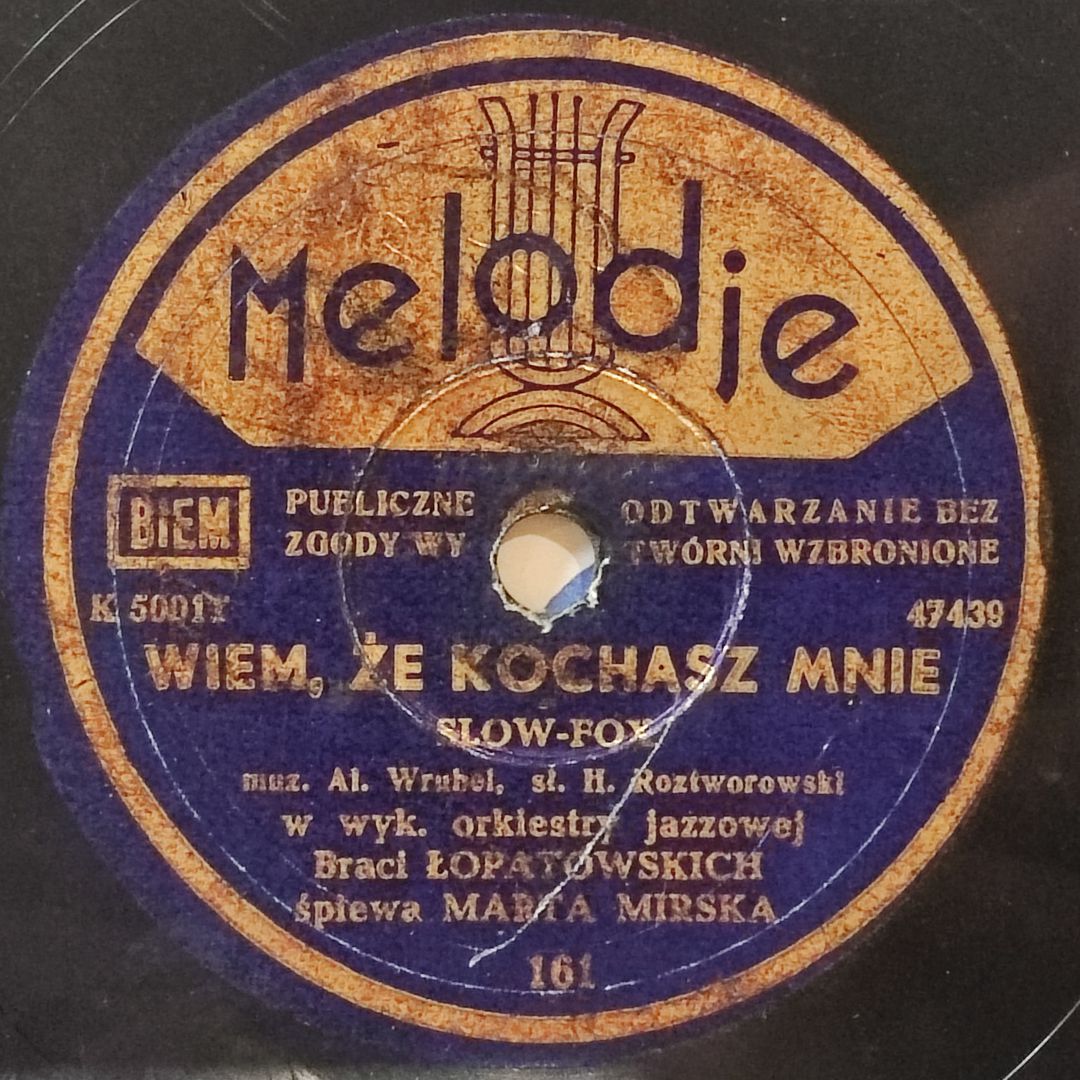 Melodje
BIEM
PUBLICZNE ODTWARZANIE BEZ
ZGODY WYTWÓRNI WZBRONIONE
K 5001Y 47439
WIEM, ŻE KOCHASZ MNIE
SLOW-FOX
muz. Al. Wrubel, sł. H. Roztworowski
w wyk. orkiestry jazzowej
Braci ŁOPATOWSKICH
śpiewa MARTA MIRSKA
161